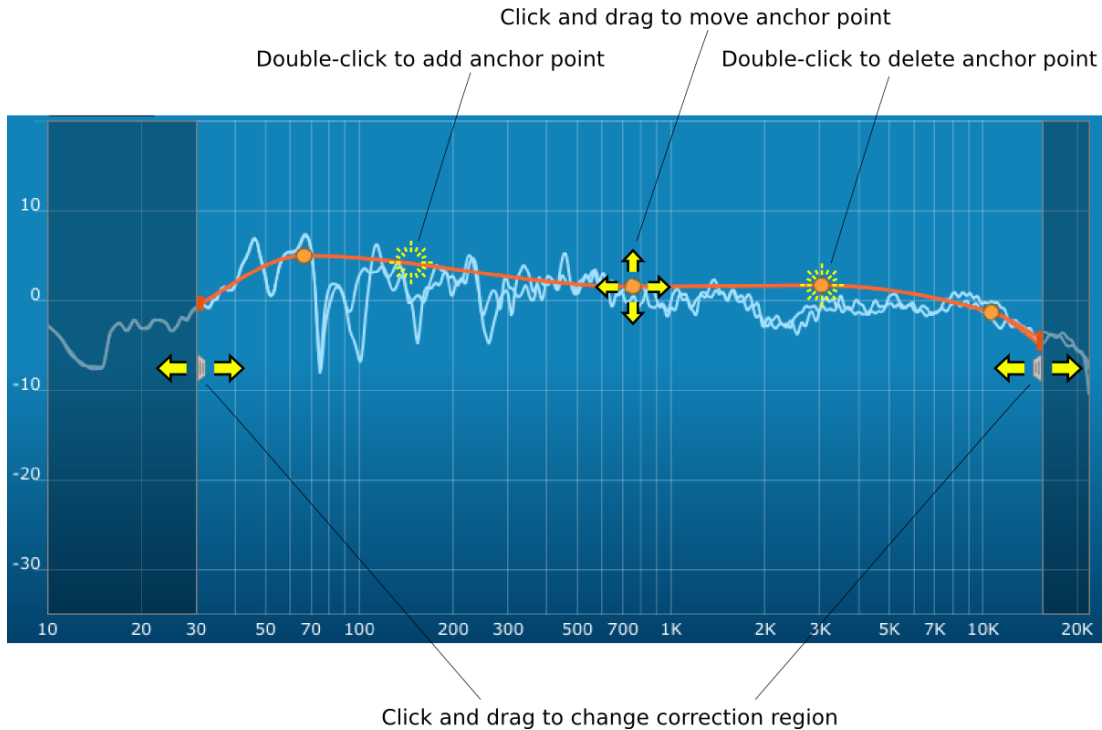 Click and drag to move anchor point
Double-click to add anchor point
Double-click to delete anchor point
10
0
-10
-20
-30
10 20 30 50 70 100 200 300 500 700 1K 2K 3K 5K 7K 10K 20K
Click and drag to change correction region